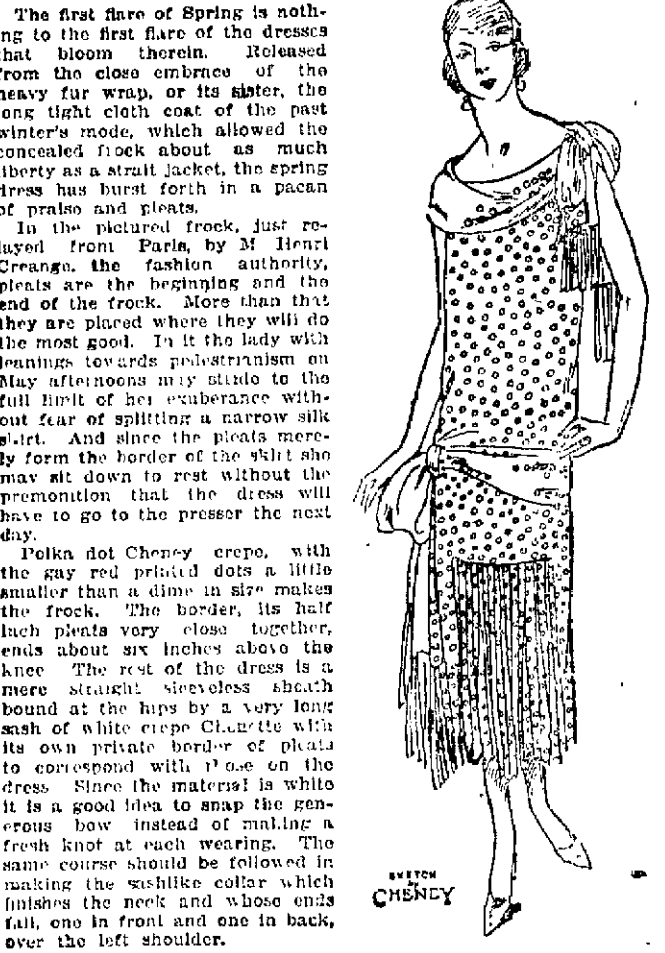 The first flare of Spring is noth-
ng to the first flare of the dresses
that bloom therein. Released
from the close embrace of the
heavy fur wrap, or its sister, the
ong tight cloth coat of the past
winter's mode, which allowed the
concealed frock about as much
liberty as a strait jacket, the spring
dress has burst forth in a paean
of praise and pleats.
In the pictured frock, just re-
layed from Paris, by M Henri
Creange, the fashion authority,
pleats are the beginning and the
end of the frock. More than that
they are placed where they will do
the most good. In it the lady with
leanings towards pedestrianism on
May afternoons may stride to the
full limit of her exuberance with-
out fear of splitting a narrow silk
skirt. And since the pleats mere-
ly form the border of the skirt she
may sit down to rest without the
premonition that the dress will
have to go to the presser the next
day.
Polka dot Cheney crepe, with
the gay red printed dots a little
smaller than a dime in size makes
the frock. The border, its half
inch pleats very close together,
ends about six inches above the
knee The rest of the dress is a
mere straight sleeveless sheath
bound at the hips by a very long
sash of white crepe with
its own private border of pleats
to correspond with those on the
dress Since the material is white
it is a good idea to snap the gen-
erous bow instead of making a
fresh knot at each wearing. The
same course should be followed in
making the sashlike collar which
finishes the neck and whose ends
fall, one in front and one in back,
over the left shoulder.
SKETCH
by
CHENEY